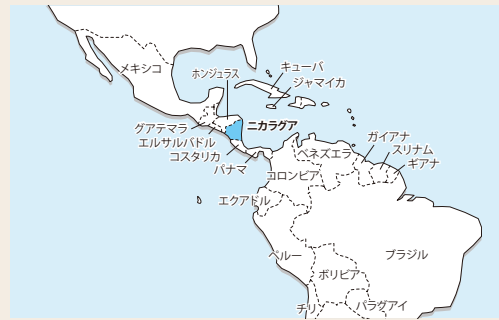 メキシコ
ホンジュラス
キューバ
ジャマイカ
グアテマラ
エルサルバドル
コスタリカ
パナマ
ニカラグア
ベネズエラ
ガイアナ
スリナム
ギアナ
コロンビア
エクアドル
ペルー
ブラジル
ボリビア
チリ
パラグアイ